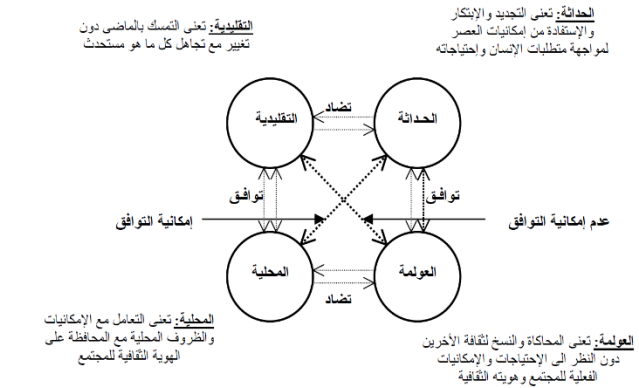 الحداثة: تعنى التجديد والإبتكار
والإستفادة من إمكانيات العصر
لمواجهة متطلبات الإنسان وإحتياجاته
التقليدية: تعنى التمسك بالماضى دون
تغيير مع تجاهل كل ما هو مستحدث
الحداثة
تضاد
التقليدية
توافق
توافق
عدم إمكانية التوافق
إمكانية التوافق
العولمة
تضاد
المحلية
العولمة: تعنى المحاكاة والنسخ لثقافة الأخرين
دون النظر الى الإحتياجات والإمكانيات
الفعلية للمجتمع وهويته الثقافية
المحلية: تعنى التعامل مع الإمكانيات
والظروف المحلية مع المحافظة على
الهوية الثقافية للمجتمع